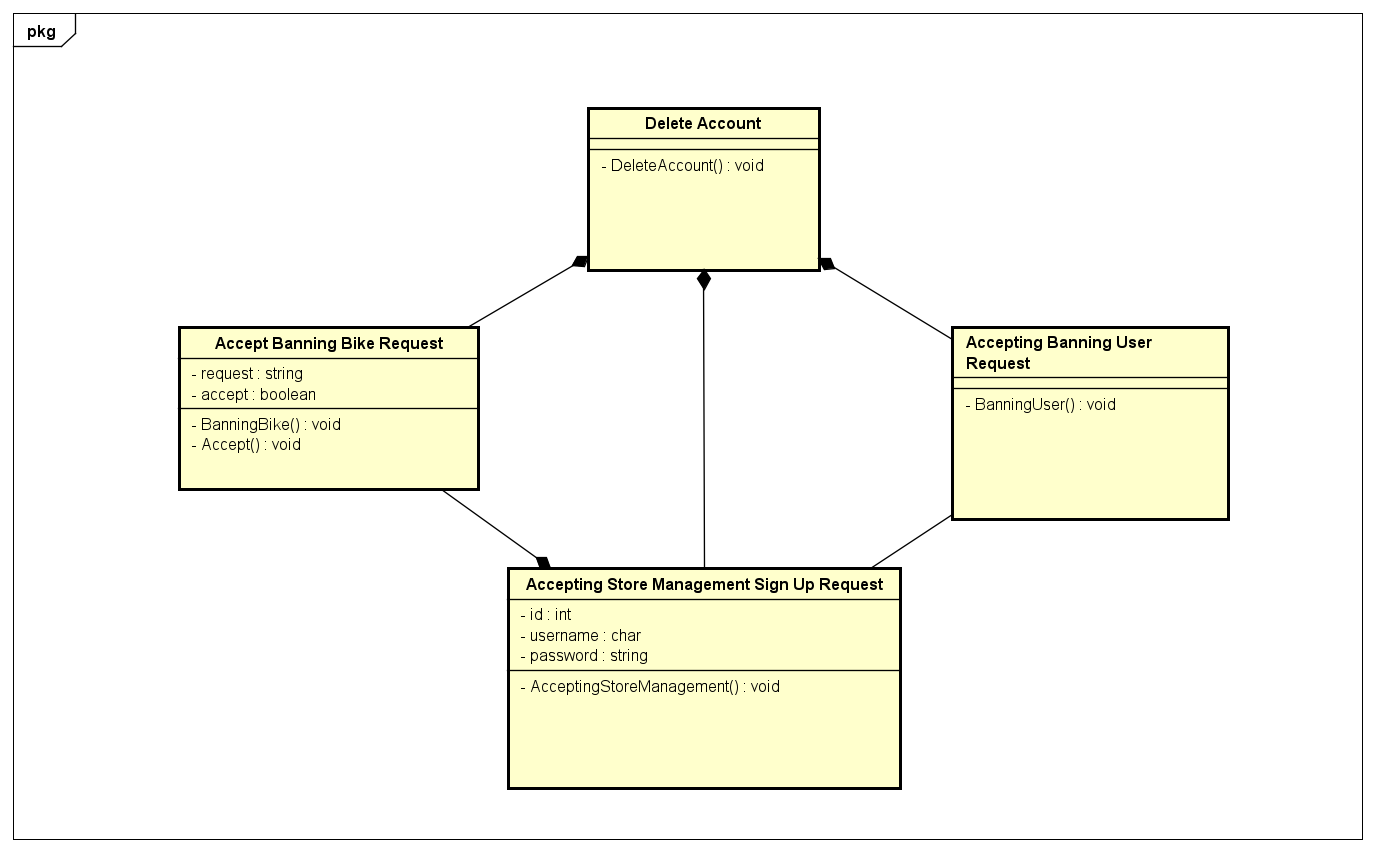 pkg
Delete Account
- DeleteAccount() : void
Accept Banning Bike Request
- request : string
- accept : boolean
- BanningBike() : void
- Accept() : void
Accepting Banning User
Request
- BanningUser() : void
Accepting Store Management Sign Up Request
- id : int
- username : char
- password : string
- AcceptingStoreManagement() : void